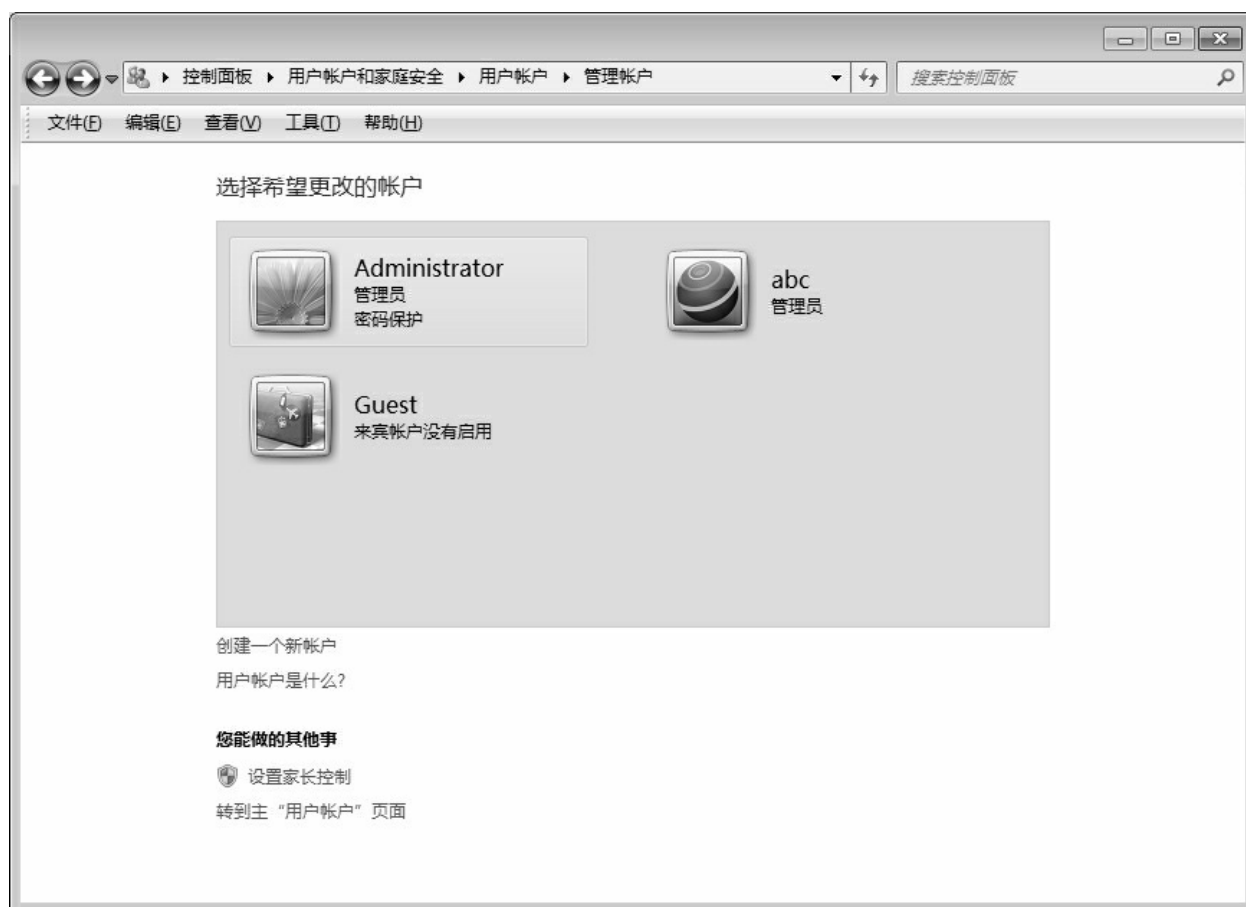 控制面板 用户帐户和家庭安全 用户帐户 管理帐户 搜索控制面板
文件(F) 编辑(E) 查看(V) 工具(T) 帮助(H)
选择希望更改的帐户
Administrator
管理员
密码保护
abc
管理员
Guest
来宾帐户没有启用
创建一个新帐户
用户帐户是什么?
您能做的其他事
设置家长控制
转到主“用户帐户”页面